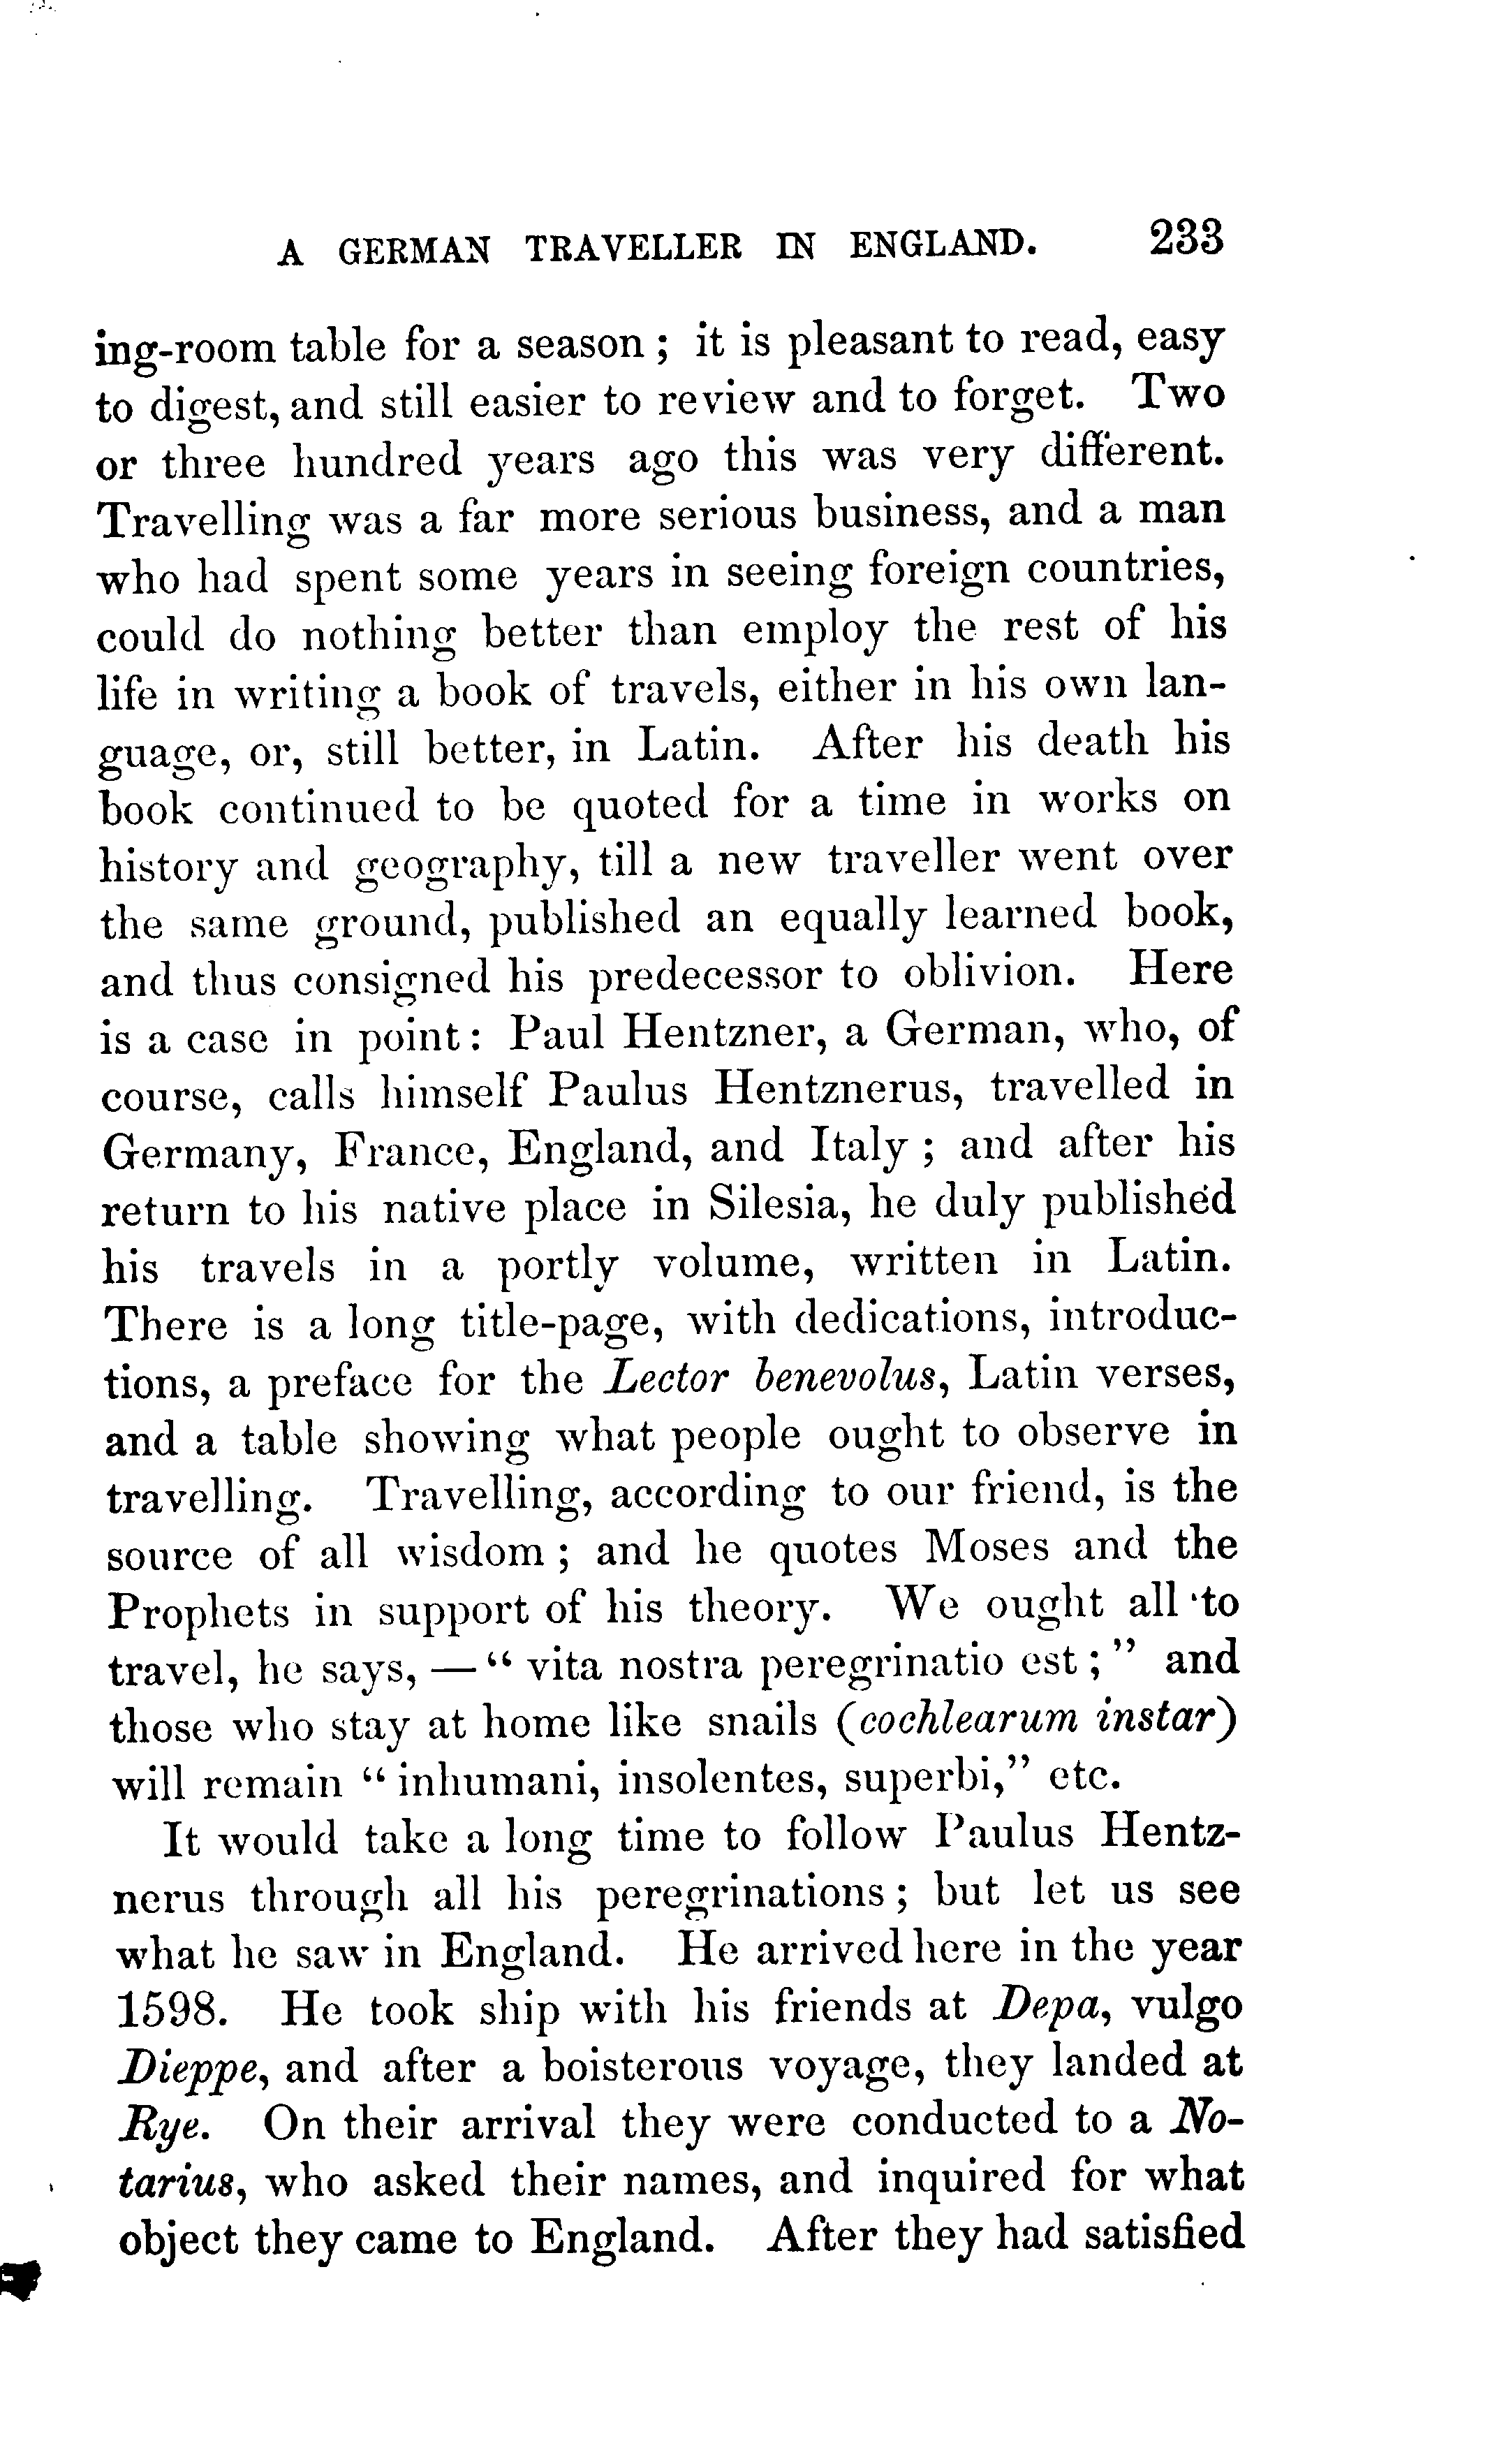 A GERMAN TRAVELLER IN ENGLAND. 233
ing-room table for a season ; it is pleasant to read, easy
to digest, and still easier to review and to forget. Two
or three hundred years ago this was very different.
Travelling was a far more serious business, and a man
who had spent some years in seeing foreign countries,
could do nothing better than employ the rest of his
life in writing a book of travels, either in his own lan-
guage, or, still better, in Latin. After his death his
book continued to be quoted for a time in works on
history and geography, till a new traveller went over
the same ground, published an equally learned book,
and thus consigned his predecessor to oblivion. Here
is a case in point : Paul Hentzner, a German, who, of
course, calls himself Paulus Hentznerus, travelled in
Germany, France, England, and Italy ; and after his
return to his native place in Silesia, he duly published
his travels in a portly volume, written in Latin.
There is a long title-page, with dedications, introduc-
tions, a preface for the Lector benevolus, Latin verses,
and a table showing what people ought to observe in
travelling. Travelling, according to our friend, is the
source of all wisdom ; and he quotes Moses and the
Prophets in support of his theory. We ought all to
travel, he says, — “ vita nostra peregrinatio est ; ” and
those who stay at home like snails (cochlearum instar)
will remain “ inhumani, insolentes, superbi,” etc.
It would take a long time to follow Paulus Hentz-
nerus through all his peregrinations ; but let us see
what he saw in England. He arrived here in the year
1598. He took ship with his friends at Depa, vulgo
Dieppe, and after a boisterous voyage, they landed at
Rye. On their arrival they were conducted to a No-
tarius, who asked their names, and inquired for what
object they came to England. After they had satisfied